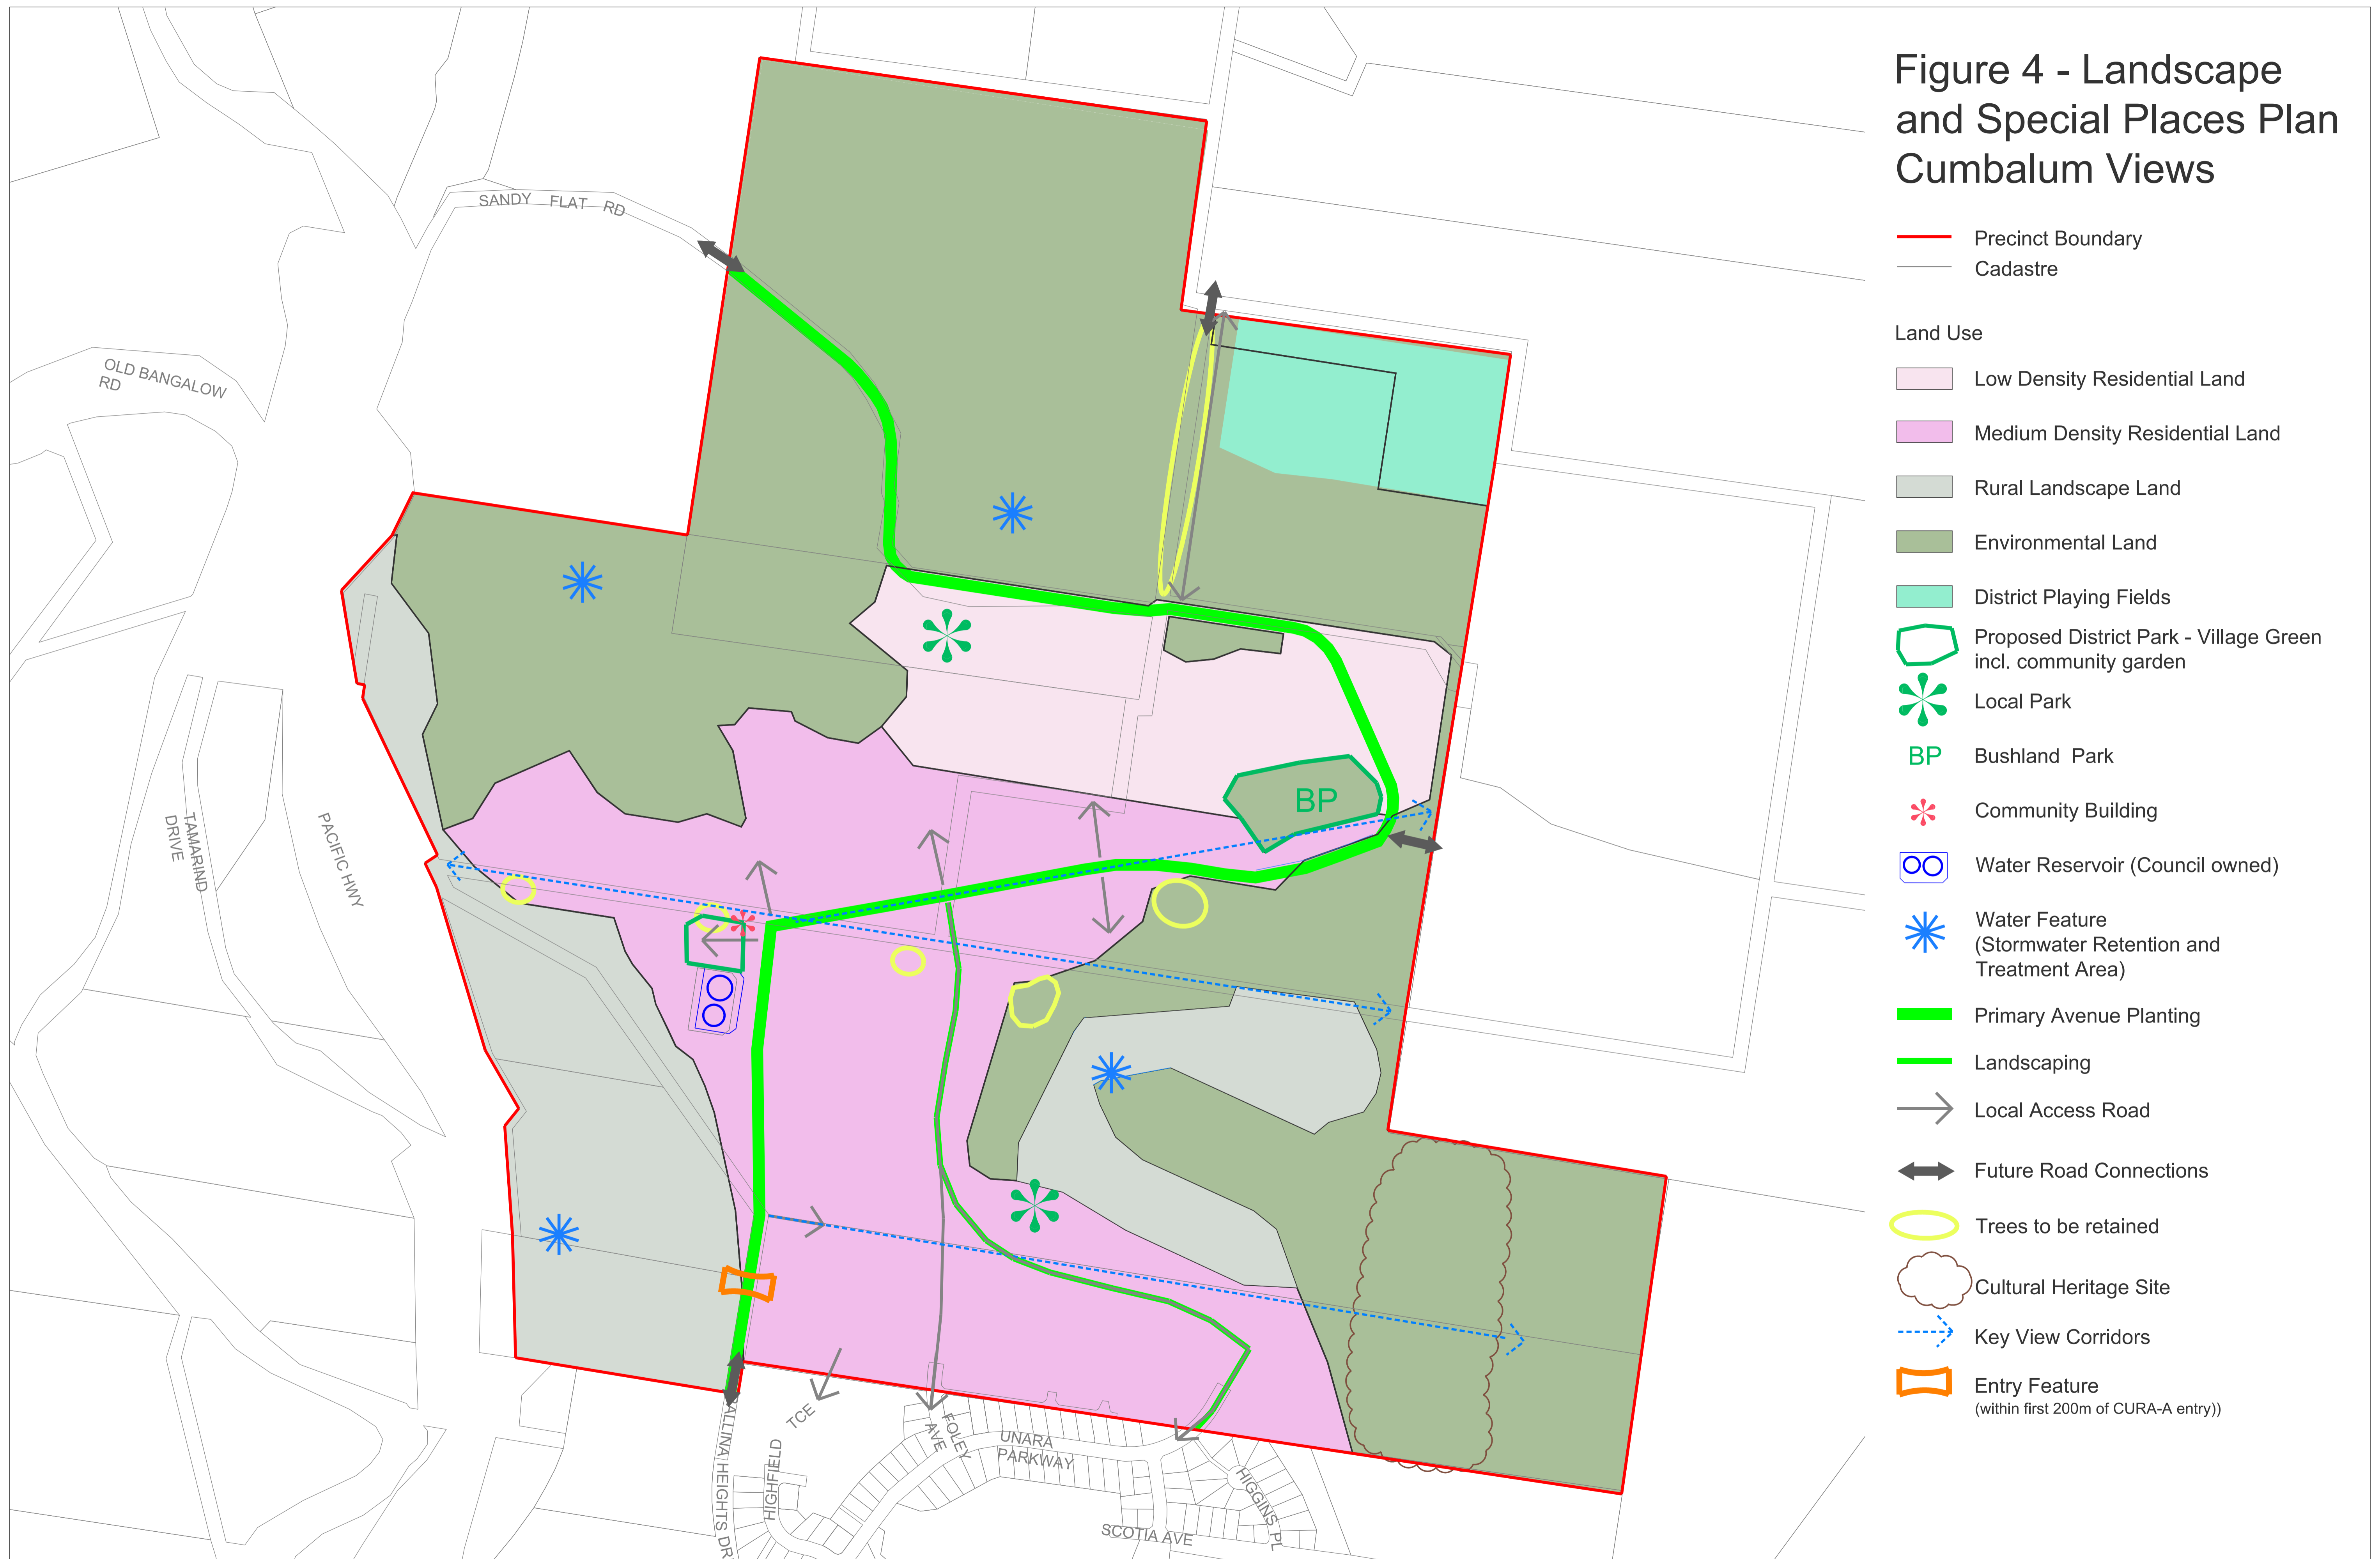 Figure 4 - Landscape
and Special Places Plan
Cumbalum Views
Precinct Boundary
Cadastre
Land Use
Low Density Residential Land
Medium Density Residential Land
Rural Landscape Land
Environmental Land
District Playing Fields
Proposed District Park - Village Green
incl. community garden
Local Park
BP
Bushland Park
Community Building
Water Reservoir (Council owned)
Water Feature
(Stormwater Retention and
Treatment Area)
Primary Avenue Planting
Landscaping
Local Access Road
Future Road Connections
Trees to be retained
Cultural Heritage Site
Key View Corridors
Entry Feature
(within first 200m of CURA-A entry))
SANDY FLAT RD
OLD BANGALOW
RD
TAMARIND
DRIVE
PACIFIC HWY
BP
BALLINA HEIGHTS DR
HIGHFIELD
TCE
FOLEY
AVE
UNARA
PARKWAY
HIGGINS PL
SCOTIA AVE